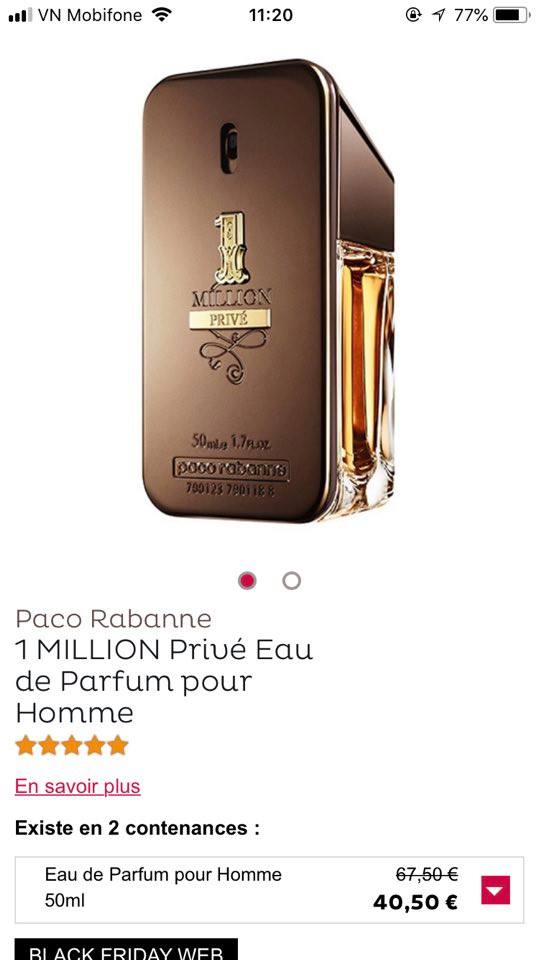 VN Mobifone
11:20
77%
1
MILLION
PRIVÉ
50mLe 1.7FL.OZ.
paco rabanne
Paco Rabanne
1 MILLION Privé Eau
de Parfum pour
Homme
En savoir plus
Existe en 2 contenances :
Eau de Parfum pour Homme
67,50 €
50ml
40,50 €
BLACK FRIDAY WEB